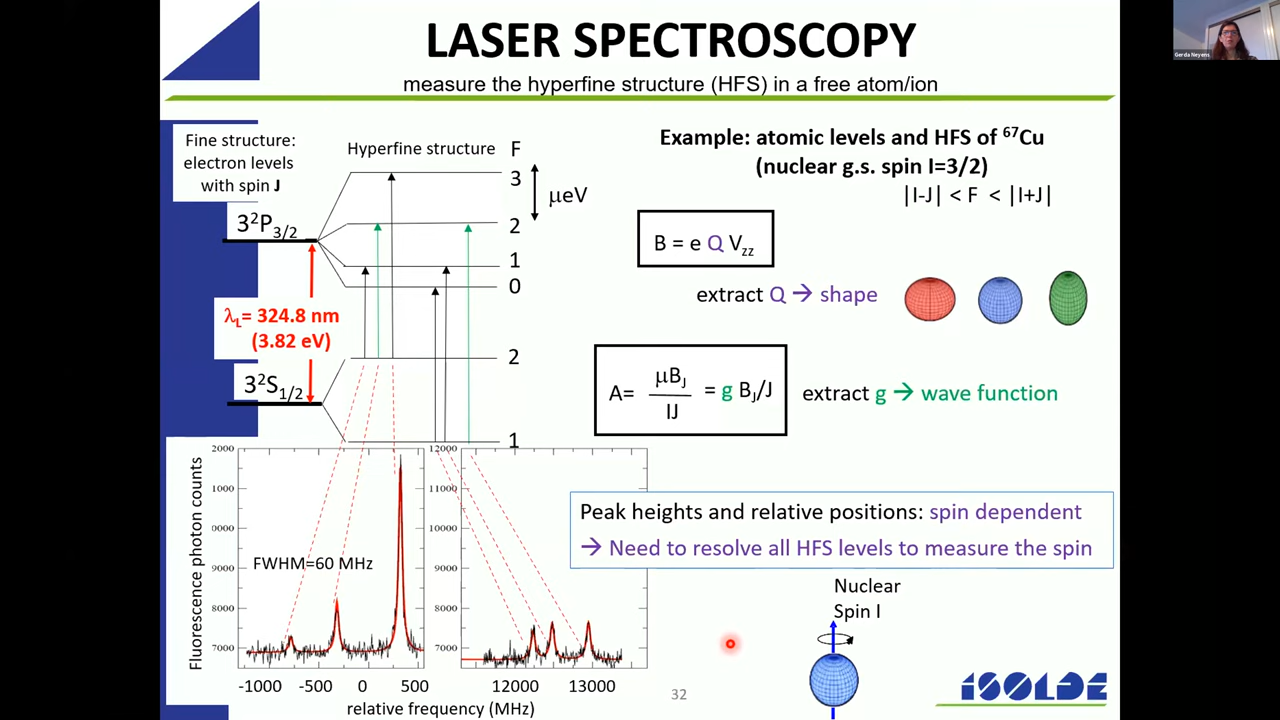 LASER SPECTROSCOPY
measure the hyperfine structure (HFS) in a free atom/ion
Gerda Neyens
Fine structure:
electron levels
with spin J
Hyperfine structure F
3
μeV
2
1
0
3²P3/2
λL= 324.8 nm
(3.82 eV)
2
3²S1/2
1
Example: atomic levels and HFS of ⁶⁷Cu
(nuclear g.s. spin I=3/2)
|I-J| < F < |I+J|
B = e Q Vzz
extract Q → shape
A= μBJ / IJ = g BJ/J
extract g → wave function
Peak heights and relative positions: spin dependent
→ Need to resolve all HFS levels to measure the spin
Nuclear
Spin I
Fluorescence photon counts
2000
1000
0000
9000
8000
7000
FWHM=60 MHz
12000
11000
10000
9000
8000
7000
-1000 -500 0 500 12000 13000
relative frequency (MHz)
32
ISOLDE